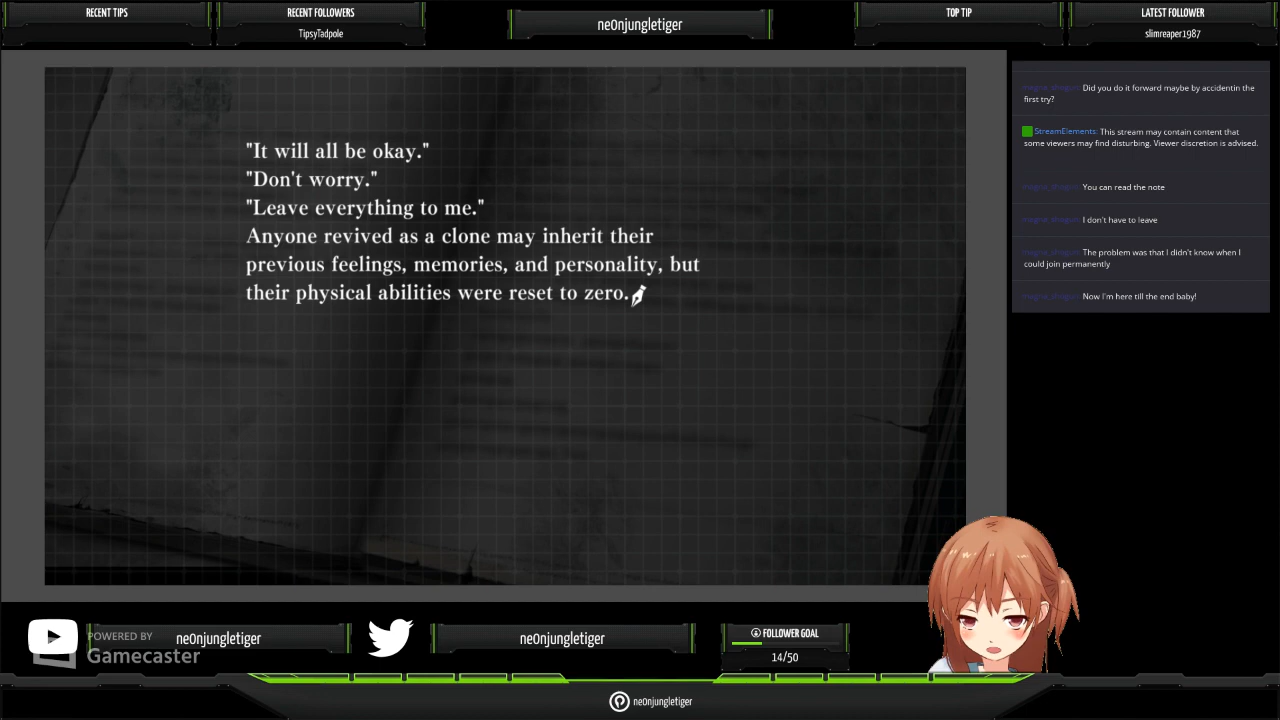 RECENT TIPS
RECENT FOLLOWERS
TipsyTadpole
ne0njungletiger
TOP TIP
LATEST FOLLOWER
slimreaper1987
"It will all be okay."
"Don't worry."
"Leave everything to me."
Anyone revived as a clone may inherit their
previous feelings, memories, and personality, but
their physical abilities were reset to zero.
Did you do it forward maybe by accidentin the
first try?
StreamElements: This stream may contain content that
some viewers may find disturbing. Viewer discretion is advised.
You can read the note
I don't have to leave
The problem was that I didn't know when I
could join permanently
Now I'm here till the end baby!
POWERED BY
Gamecaster
ne0njungletiger
ne0njungletiger
FOLLOWER GOAL
14/50
ne0njungletiger